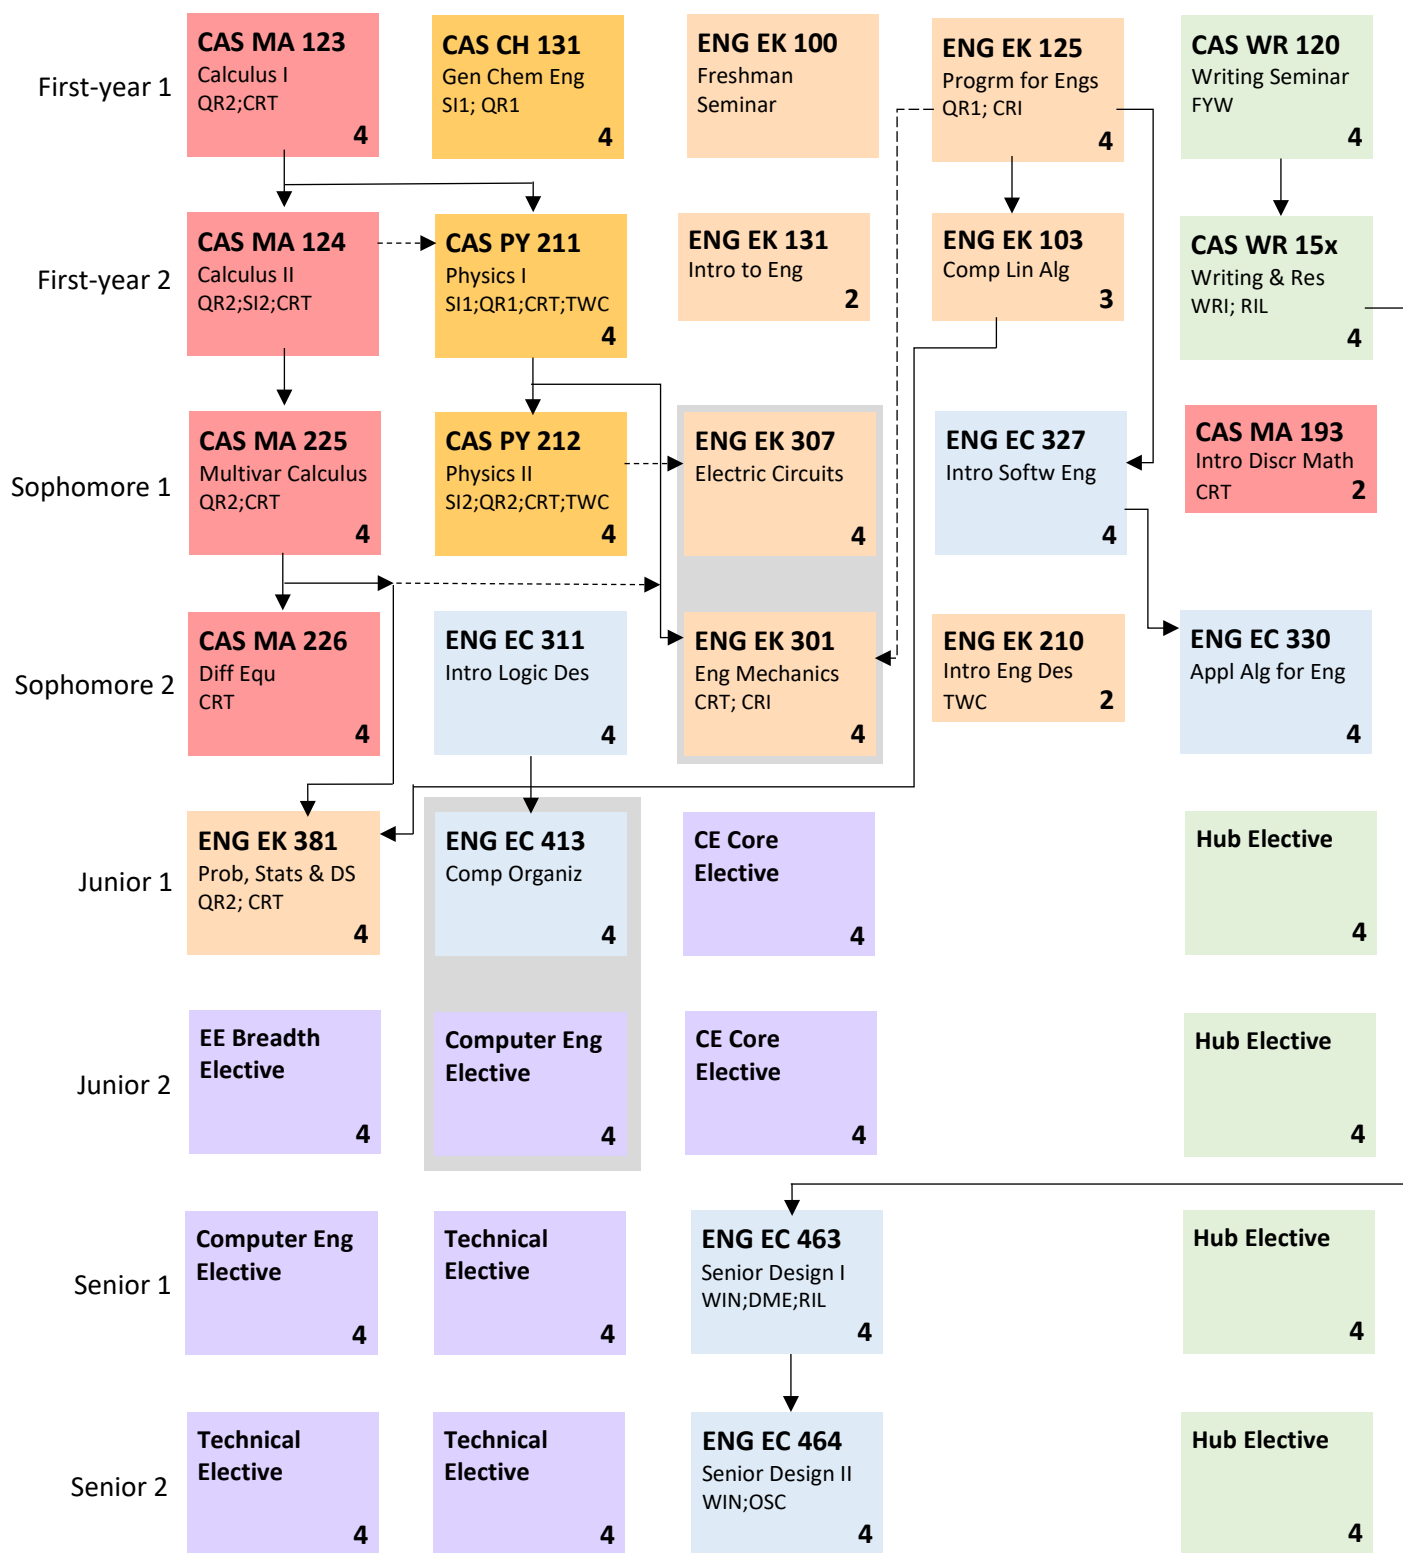 First-year 1
CAS MA 123
Calculus I
QR2;CRT
4
CAS CH 131
Gen Chem Eng
SI1; QR1
4
ENG EK 100
Freshman
Seminar
ENG EK 125
Progrm for Engs
QR1; CRI
4
CAS WR 120
Writing Seminar
FYW
4
First-year 2
CAS MA 124
Calculus II
QR2;SI2;CRT
CAS PY 211
Physics I
SI1;QR1;CRT;TWC
4
ENG EK 131
Intro to Eng
2
ENG EK 103
Comp Lin Alg
3
CAS WR 15x
Writing & Res
WRI; RIL
4
Sophomore 1
CAS MA 225
Multivar Calculus
QR2;CRT
4
CAS PY 212
Physics II
SI2;QR2;CRT;TWC
4
ENG EK 307
Electric Circuits
4
ENG EC 327
Intro Softw Eng
4
CAS MA 193
Intro Discr Math
CRT
2
Sophomore 2
CAS MA 226
Diff Equ
CRT
4
ENG EC 311
Intro Logic Des
4
ENG EK 301
Eng Mechanics
CRT; CRI
4
ENG EK 210
Intro Eng Des
TWC
2
ENG EC 330
Appl Alg for Eng
4
Junior 1
ENG EK 381
Prob, Stats & DS
QR2; CRT
4
ENG EC 413
Comp Organiz
4
CE Core
Elective
4
Hub Elective
4
Junior 2
EE Breadth
Elective
4
Computer Eng
Elective
4
CE Core
Elective
4
Hub Elective
4
Senior 1
Computer Eng
Elective
4
Technical
Elective
4
ENG EC 463
Senior Design I
WIN;DME;RIL
4
Hub Elective
4
Senior 2
Technical
Elective
4
Technical
Elective
4
ENG EC 464
Senior Design II
WIN;OSC
4
Hub Elective
4